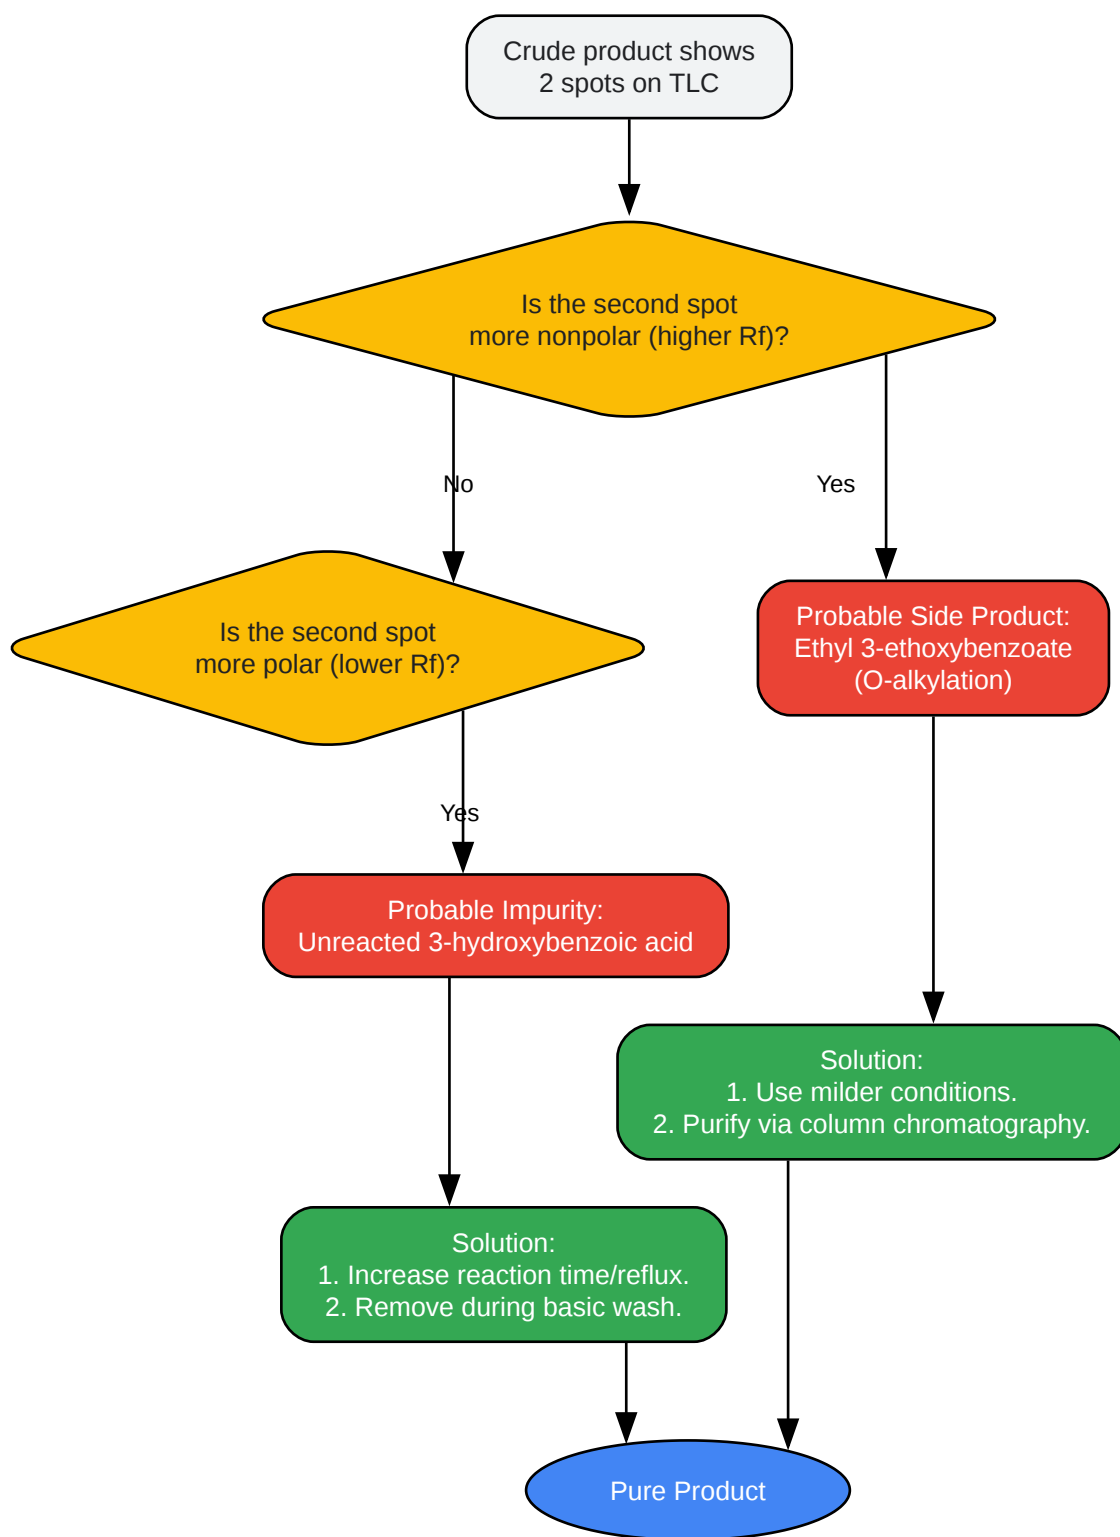 Crude product shows
2 spots on TLC
Is the second spot
more nonpolar (higher Rf)?
No
Yes
Is the second spot
more polar (lower Rf)?
Probable Side Product:
Ethyl 3-ethoxybenzoate
(O-alkylation)
Yes
Probable Impurity:
Unreacted 3-hydroxybenzoic acid
Solution:
1. Use milder conditions.
2. Purify via column chromatography.
Solution:
1. Increase reaction time/reflux.
2. Remove during basic wash.
Pure Product